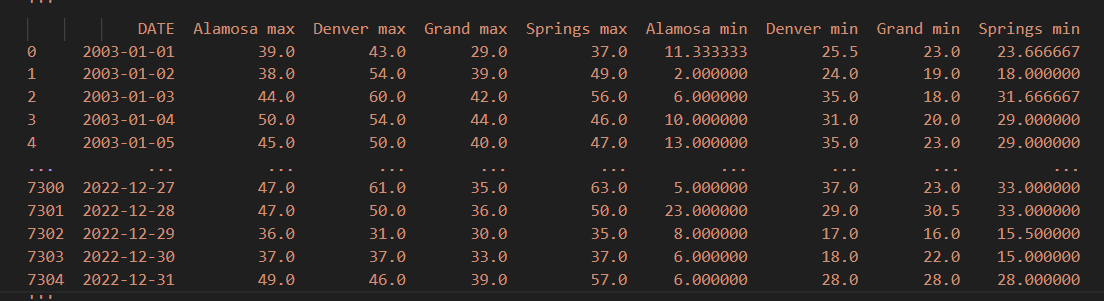 '''
DATE Alamosa max Denver max Grand max Springs max Alamosa min Denver min Grand min Springs min
0 2003-01-01 39.0 43.0 29.0 37.0 11.333333 25.5 23.0 23.666667
1 2003-01-02 38.0 54.0 39.0 49.0 2.000000 24.0 19.0 18.000000
2 2003-01-03 44.0 60.0 42.0 56.0 6.000000 35.0 18.0 31.666667
3 2003-01-04 50.0 54.0 44.0 46.0 10.000000 31.0 20.0 29.000000
4 2003-01-05 45.0 50.0 40.0 47.0 13.000000 35.0 23.0 29.000000
... ... ... ... ... ... ... ... ... ...
7300 2022-12-27 47.0 61.0 35.0 63.0 5.000000 37.0 23.0 33.000000
7301 2022-12-28 47.0 50.0 36.0 50.0 23.000000 29.0 30.5 33.000000
7302 2022-12-29 36.0 31.0 30.0 35.0 8.000000 17.0 16.0 15.500000
7303 2022-12-30 37.0 37.0 33.0 37.0 6.000000 18.0 22.0 15.000000
7304 2022-12-31 49.0 46.0 39.0 57.0 6.000000 28.0 28.0 28.000000
'''